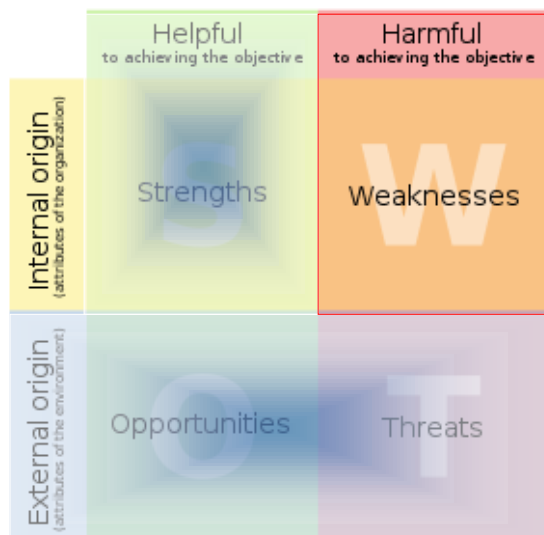 Helpful
to achieving the objective
Harmful
to achieving the objective
Internal origin
(attributes of the organization)
S
Strengths
W
Weaknesses
External origin
(attributes of the environment)
O
Opportunities
T
Threats